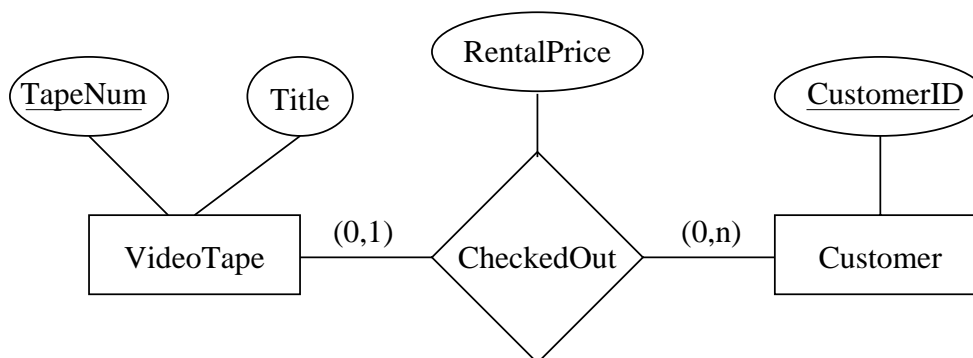 RentalPrice
TapeNum
Title
CustomerID
(0,1)
(0,n)
VideoTape
CheckedOut
Customer